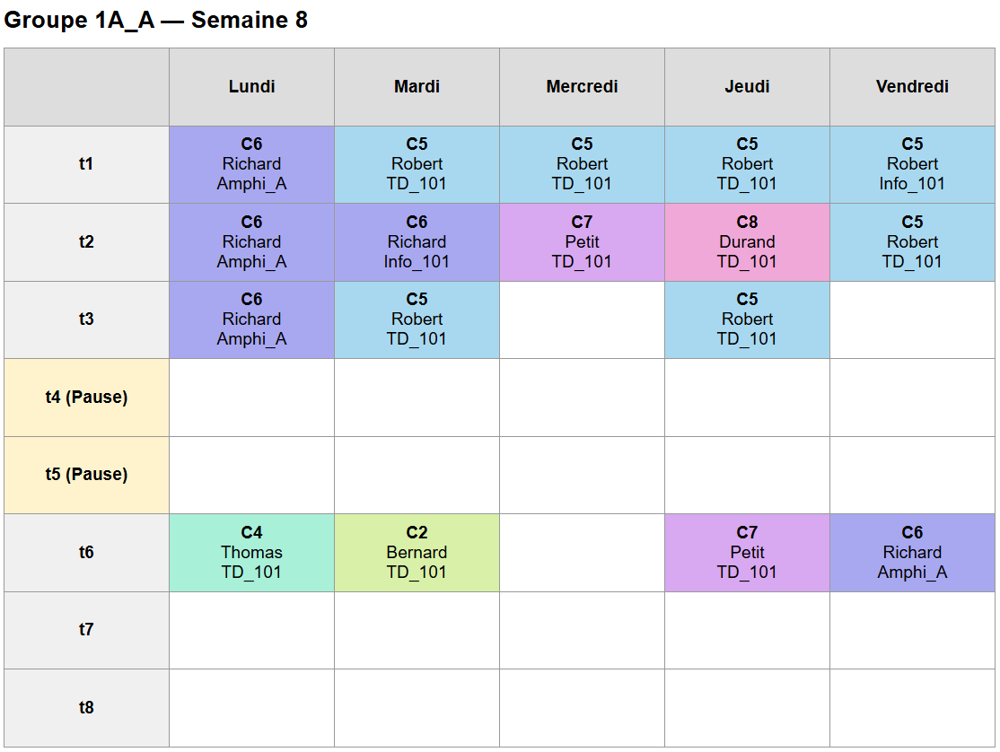 Groupe 1A_A — Semaine 8
Lundi Mardi Mercredi Jeudi Vendredi
t1
C6
Richard
Amphi_A
C5
Robert
TD_101
C5
Robert
TD_101
C5
Robert
TD_101
C5
Robert
Info_101
t2
C6
Richard
Amphi_A
C6
Richard
Info_101
C7
Petit
TD_101
C8
Durand
TD_101
C5
Robert
TD_101
t3
C6
Richard
Amphi_A
C5
Robert
TD_101
C5
Robert
TD_101
t4 (Pause)
t5 (Pause)
t6
C4
Thomas
TD_101
C2
Bernard
TD_101
C7
Petit
TD_101
C6
Richard
Amphi_A
t7
t8